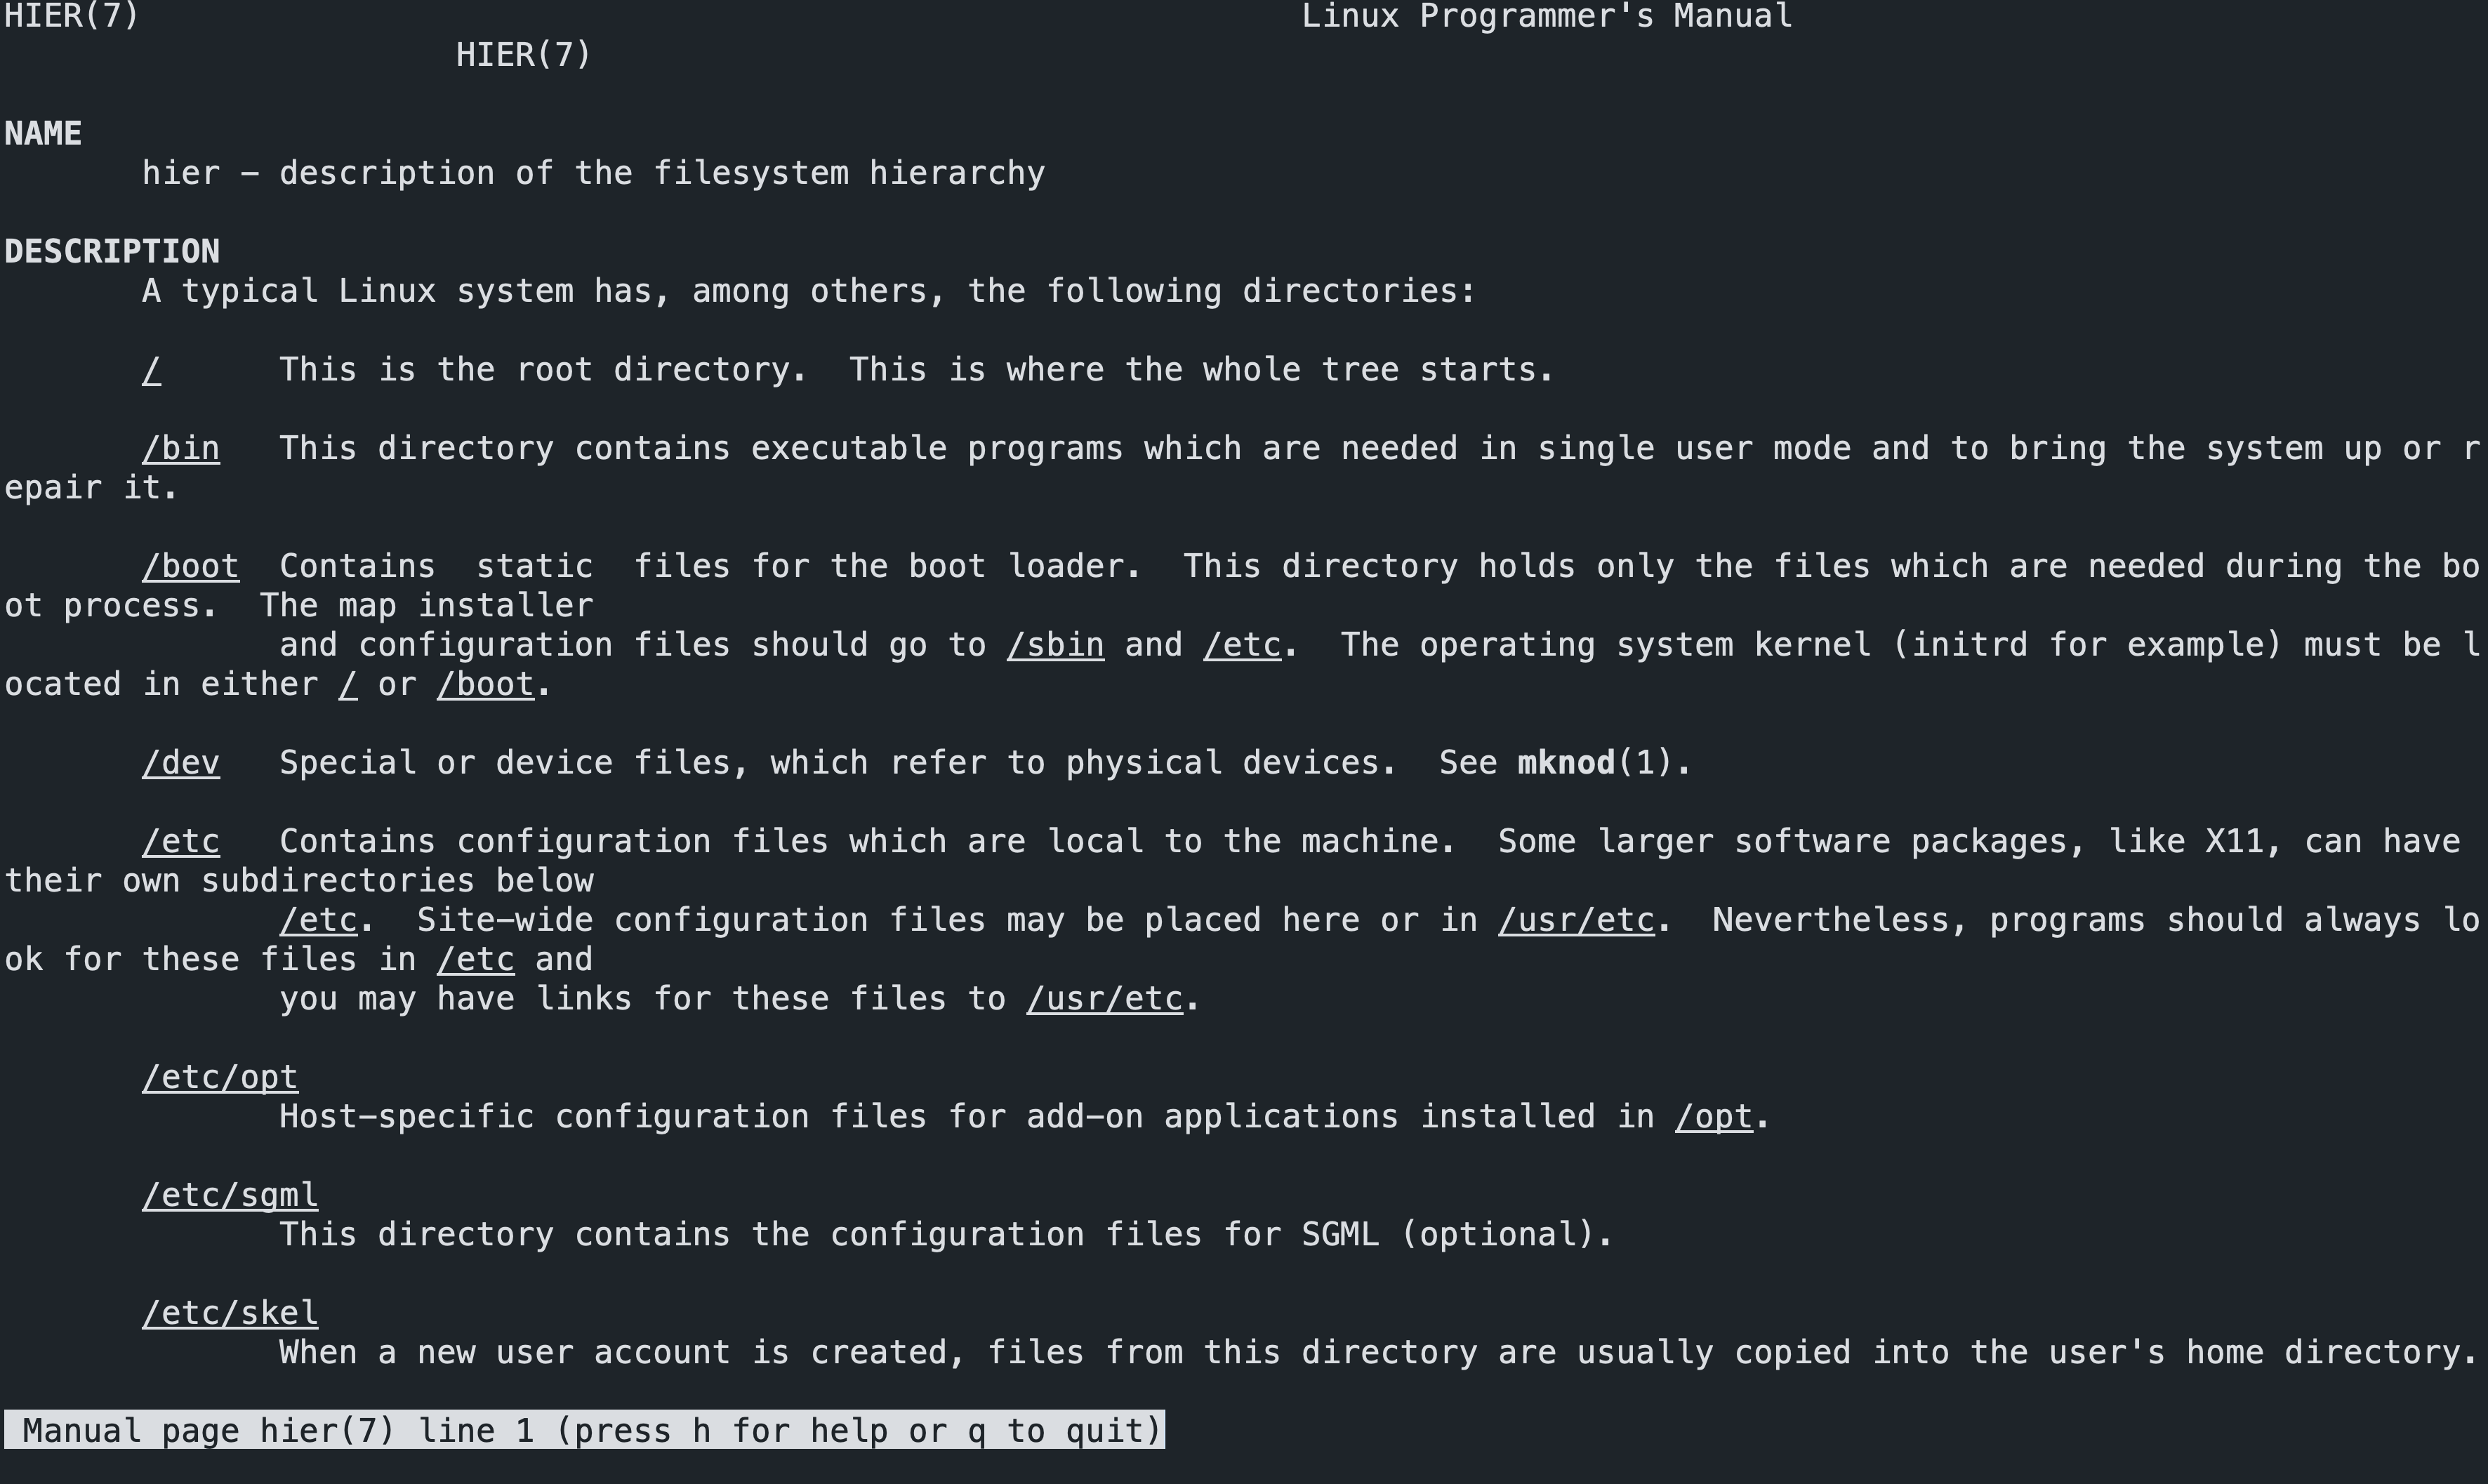 HIER(7)                                                           Linux Programmer's Manual
                       HIER(7)

NAME
       hier - description of the filesystem hierarchy

DESCRIPTION
       A typical Linux system has, among others, the following directories:

       /      This is the root directory.  This is where the whole tree starts.

       /bin   This directory contains executable programs which are needed in single user mode and to bring the system up or r
epair it.

       /boot  Contains  static  files for the boot loader.  This directory holds only the files which are needed during the bo
ot process.  The map installer
              and configuration files should go to /sbin and /etc.  The operating system kernel (initrd for example) must be l
ocated in either / or /boot.

       /dev   Special or device files, which refer to physical devices.  See mknod(1).

       /etc   Contains configuration files which are local to the machine.  Some larger software packages, like X11, can have 
their own subdirectories below
              /etc.  Site-wide configuration files may be placed here or in /usr/etc.  Nevertheless, programs should always lo
ok for these files in /etc and
              you may have links for these files to /usr/etc.

       /etc/opt
              Host-specific configuration files for add-on applications installed in /opt.

       /etc/sgml
              This directory contains the configuration files for SGML (optional).

       /etc/skel
              When a new user account is created, files from this directory are usually copied into the user's home directory.

 Manual page hier(7) line 1 (press h for help or q to quit)